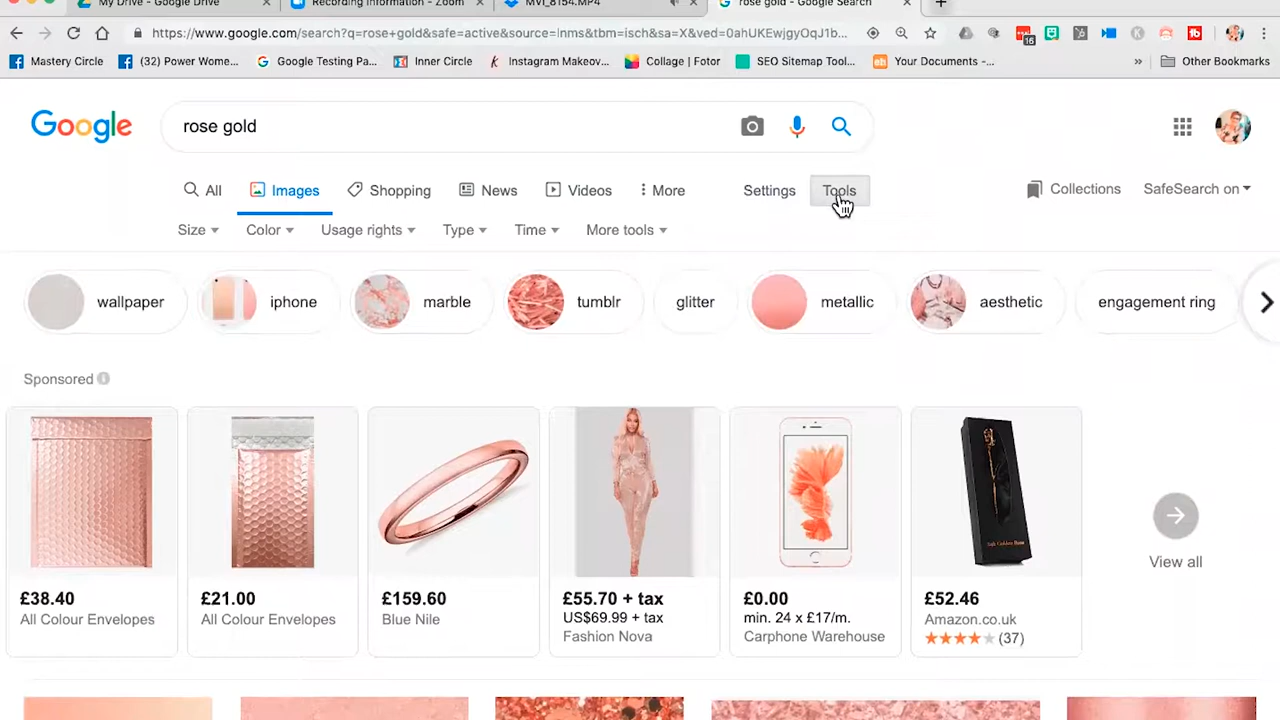 My Drive - Google Drive
Recording Information - Zoom
MVI_8154.MP4
rose gold - Google Search
https://www.google.com/search?q=rose+gold&safe=active&source=lnms&tbm=isch&sa=X&ved=0ahUKEwjgyOqJ1b...
16
Mastery Circle
(32) Power Wome...
Google Testing Pa...
Inner Circle
Instagram Makeov...
Collage | Fotor
SEO Sitemap Tool...
Your Documents -...
Other Bookmarks
Google
rose gold
All
Images
Shopping
News
Videos
More
Settings
Tools
Collections
SafeSearch on
Size
Color
Usage rights
Type
Time
More tools
wallpaper
iphone
marble
tumblr
glitter
metallic
aesthetic
engagement ring
Sponsored
£38.40
All Colour Envelopes
£21.00
All Colour Envelopes
£159.60
Blue Nile
£55.70 + tax
US$69.99 + tax
Fashion Nova
£0.00
min. 24 x £17/m.
Carphone Warehouse
£52.46
Amazon.co.uk
(37)
View all